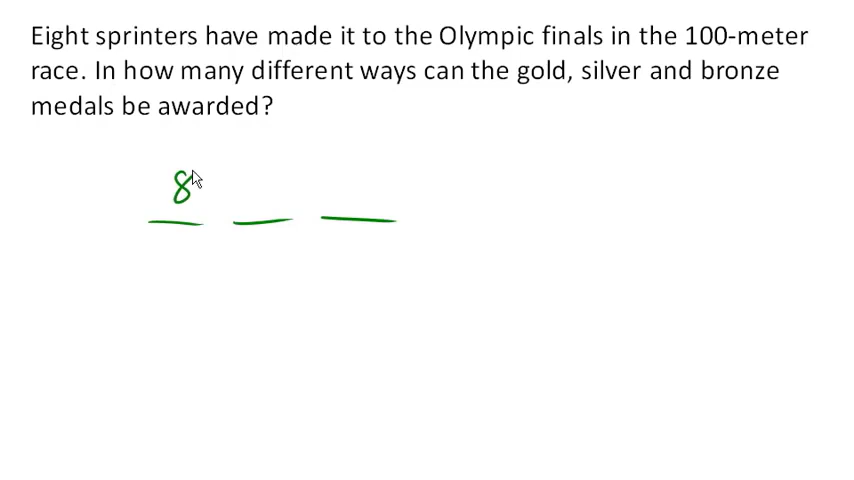 Eight sprinters have made it to the Olympic finals in the 100-meter
race. In how many different ways can the gold, silver and bronze
medals be awarded?
8